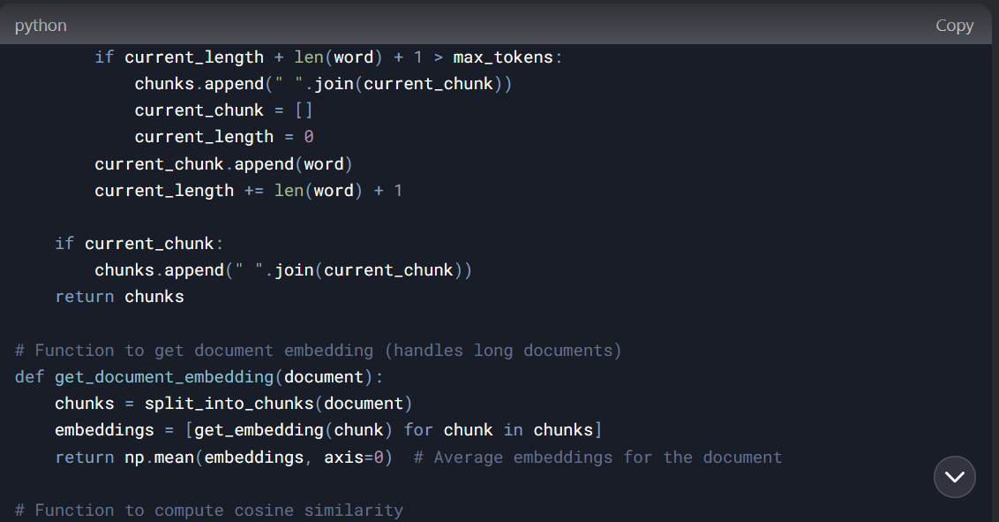 python
Copy
        if current_length + len(word) + 1 > max_tokens:
            chunks.append(" ".join(current_chunk))
            current_chunk = []
            current_length = 0
        current_chunk.append(word)
        current_length += len(word) + 1

    if current_chunk:
        chunks.append(" ".join(current_chunk))
    return chunks

# Function to get document embedding (handles long documents)
def get_document_embedding(document):
    chunks = split_into_chunks(document)
    embeddings = [get_embedding(chunk) for chunk in chunks]
    return np.mean(embeddings, axis=0)  # Average embeddings for the document

# Function to compute cosine similarity